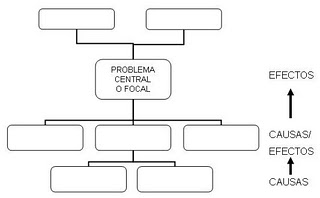 PROBLEMA
CENTRAL
O FOCAL
EFECTOS
CAUSAS/
EFECTOS
CAUSAS